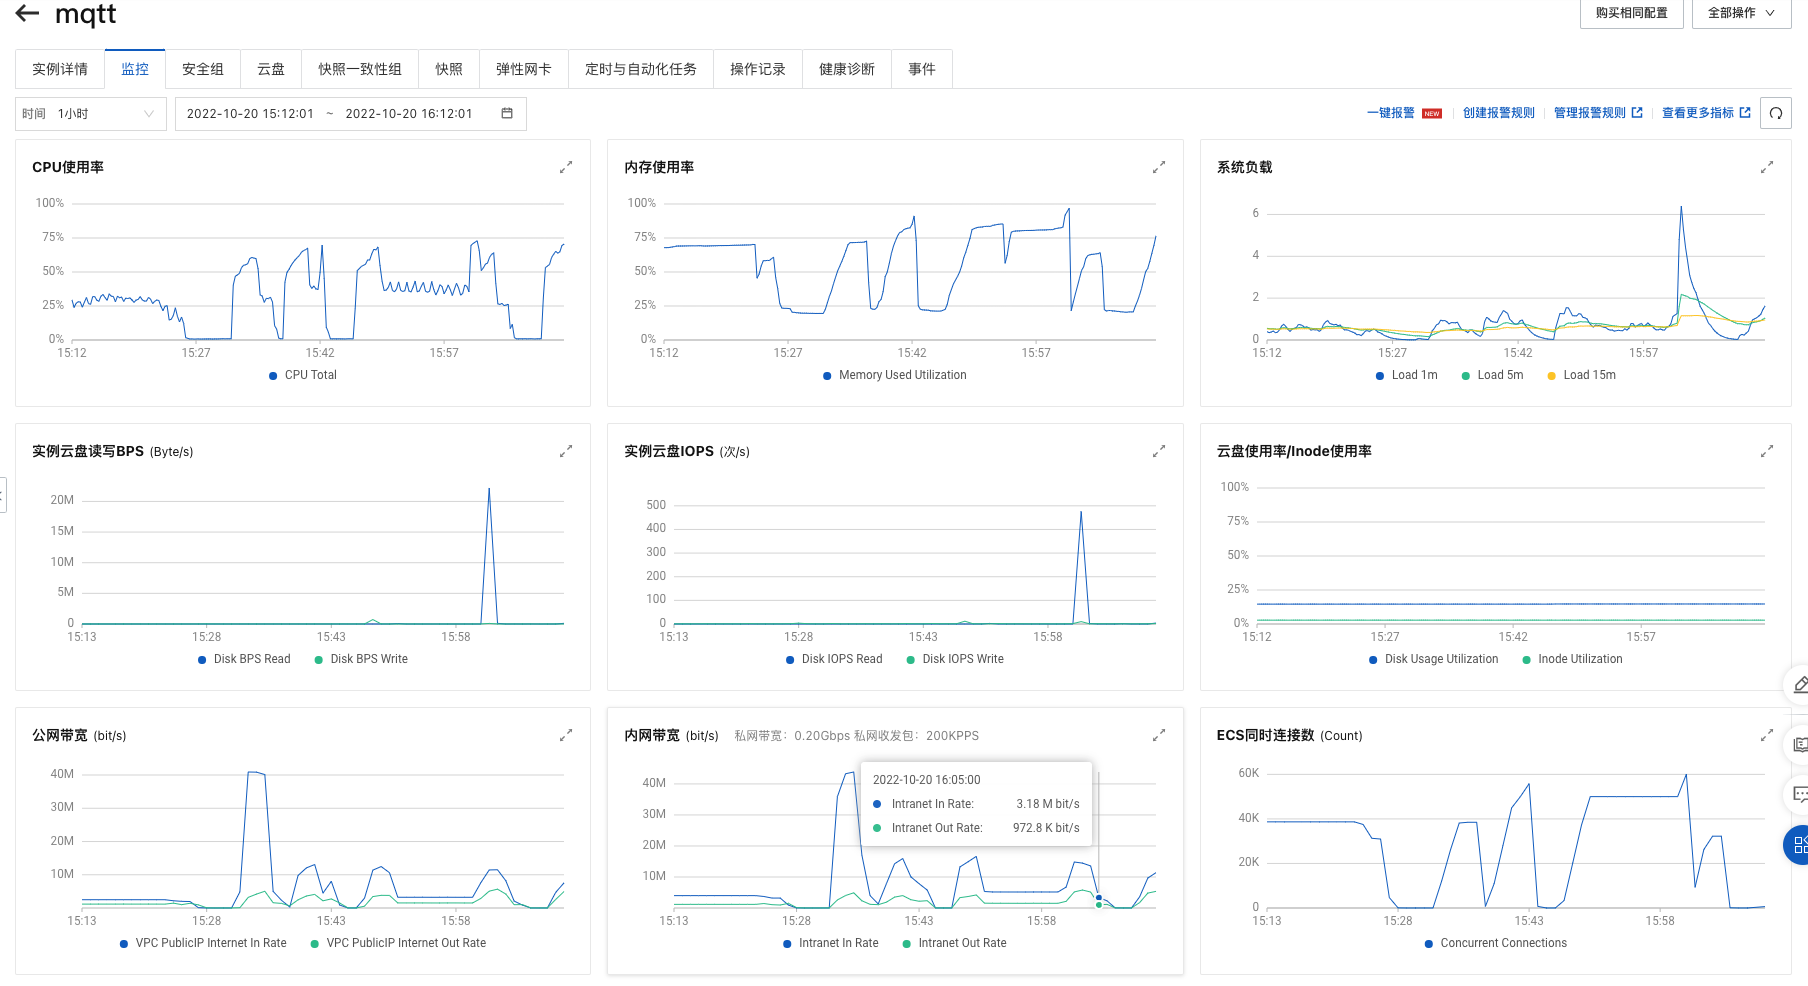 mqtt
购买相同配置
全部操作
实例详情 监控 安全组 云盘 快照一致性组 快照 弹性网卡 定时与自动化任务 操作记录 健康诊断 事件
时间 1小时 2022-10-20 15:12:01 ~ 2022-10-20 16:12:01 一键报警 NEW 创建报警规则 管理报警规则 查看更多指标
CPU使用率
100%
75%
50%
25%
0%
15:12 15:27 15:42 15:57
CPU Total
内存使用率
100%
75%
50%
25%
0%
15:12 15:27 15:42 15:57
Memory Used Utilization
系统负载
6
4
2
0
15:12 15:27 15:42 15:57
Load 1m Load 5m Load 15m
实例云盘读写BPS (Byte/s)
20M
15M
10M
5M
0
15:13 15:28 15:43 15:58
Disk BPS Read Disk BPS Write
实例云盘IOPS (次/s)
500
400
300
200
100
0
15:13 15:28 15:43 15:58
Disk IOPS Read Disk IOPS Write
云盘使用率/Inode使用率
100%
75%
50%
25%
0%
15:12 15:27 15:42 15:57
Disk Usage Utilization Inode Utilization
公网带宽 (bit/s)
40M
30M
20M
10M
0
15:13 15:28 15:43 15:58
VPC PublicIP Internet In Rate VPC PublicIP Internet Out Rate
内网带宽 (bit/s) 私网带宽：0.20Gbps 私网收发包：200KPPS
40M
30M
20M
10M
0
15:13 15:28 15:43 15:58
2022-10-20 16:05:00
Intranet In Rate: 3.18 M bit/s
Intranet Out Rate: 972.8 K bit/s
Intranet In Rate Intranet Out Rate
ECS同时连接数 (Count)
60K
40K
20K
0
15:13 15:28 15:43 15:58
Concurrent Connections